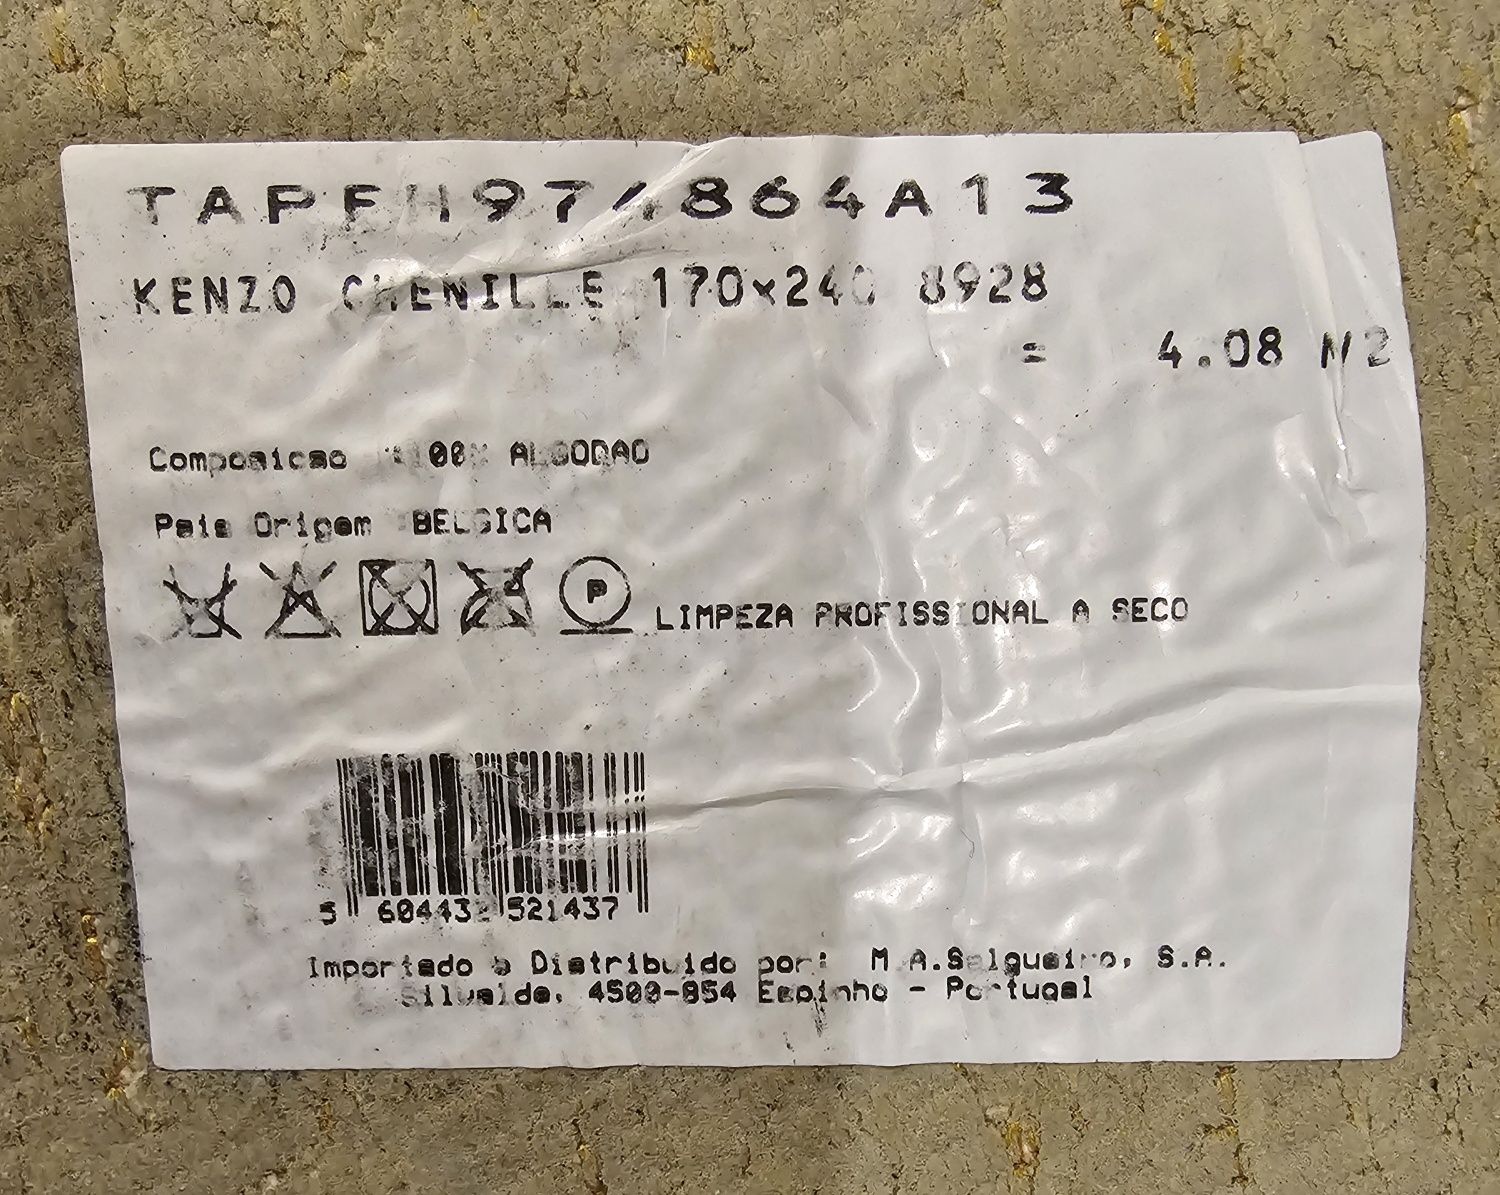 KENZO CHENILLE 170x240 8928
= 4.08 M2
Composicao :100% ALGODAO
Pais Origem :BELGICA
P LIMPEZA PROFISSIONAL A SECO
5 604432 521437
Importado e Distribuido por: M.A.Salgueiro, S.A.
Silvalde, 4500-854 Espinho - Portugal